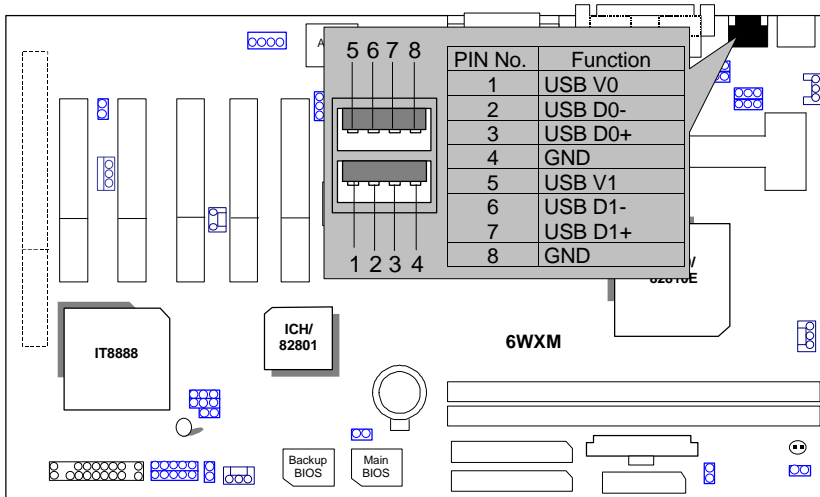 5 6 7 8
PIN No. Function
1 USB V0
2 USB D0-
3 USB D0+
4 GND
5 USB V1
6 USB D1-
7 USB D1+
8 GND
1 2 3 4
IT8888
ICH/
82801
6WXM
Backup
BIOS
Main
BIOS